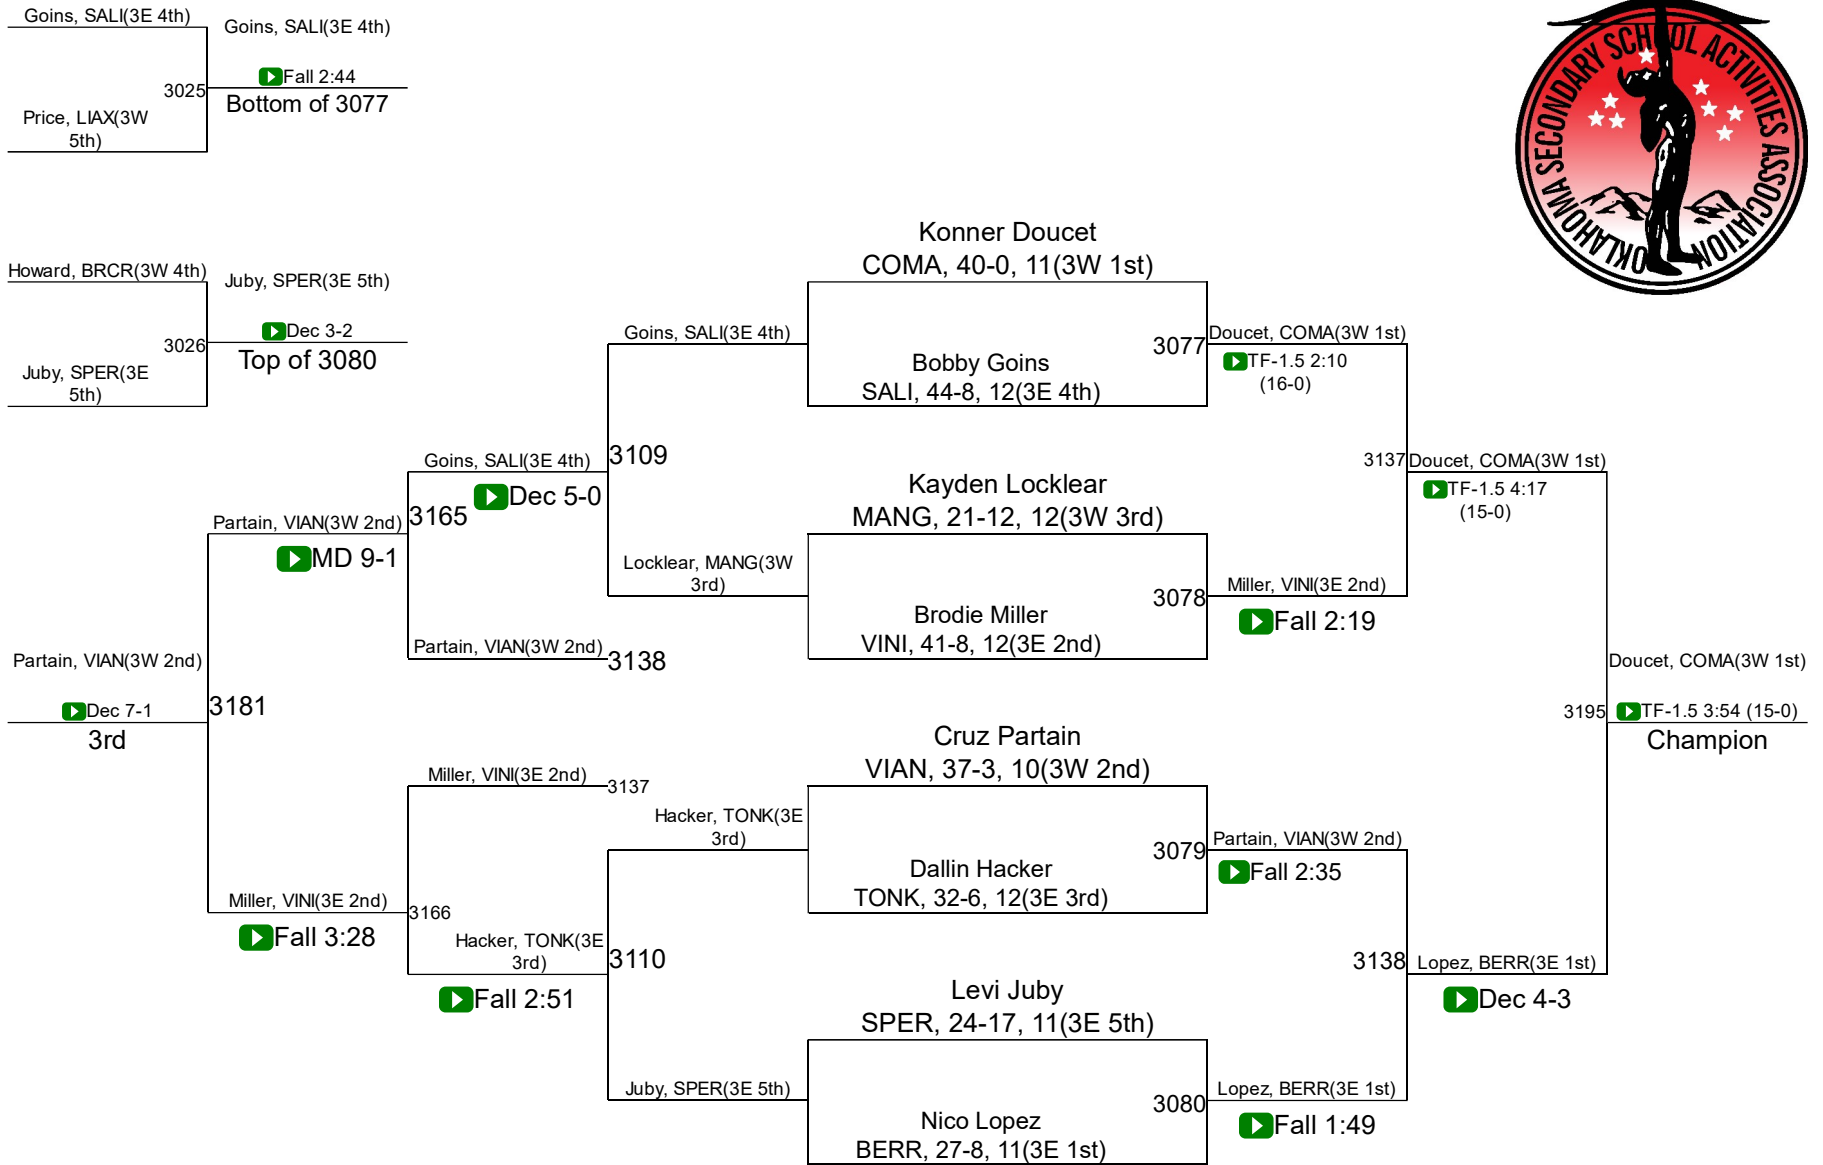 Goins, SALI(3E 4th)
Goins, SALI(3E 4th)
3025
Fall 2:44
Bottom of 3077
Price, LIAX(3W
5th)
OKLAHOMA SECONDARY SCHOOL ACTIVITIES ASSOCIATION
Howard, BRCR(3W 4th)
Juby, SPER(3E 5th)
3026
Dec 3-2
Top of 3080
Juby, SPER(3E
5th)
Konner Doucet
COMA, 40-0, 11(3W 1st)
Goins, SALI(3E 4th)
3077
Doucet, COMA(3W 1st)
Bobby Goins
SALI, 44-8, 12(3E 4th)
TF-1.5 2:10
(16-0)
Goins, SALI(3E 4th)
3109
Dec 5-0
3137
Doucet, COMA(3W 1st)
TF-1.5 4:17
(15-0)
Kayden Locklear
MANG, 21-12, 12(3W 3rd)
Partain, VIAN(3W 2nd)
3165
MD 9-1
Locklear, MANG(3W
3rd)
3078
Miller, VINI(3E 2nd)
Brodie Miller
VINI, 41-8, 12(3E 2nd)
Fall 2:19
Partain, VIAN(3W 2nd)
3138
Partain, VIAN(3W 2nd)
Doucet, COMA(3W 1st)
Dec 7-1
3rd
3181
3195
TF-1.5 3:54 (15-0)
Champion
Cruz Partain
VIAN, 37-3, 10(3W 2nd)
Miller, VINI(3E 2nd)
3137
Hacker, TONK(3E
3rd)
3079
Partain, VIAN(3W 2nd)
Dallin Hacker
TONK, 32-6, 12(3E 3rd)
Fall 2:35
Miller, VINI(3E 2nd)
3166
Fall 3:28
Hacker, TONK(3E
3rd)
3110
Fall 2:51
3138
Lopez, BERR(3E 1st)
Dec 4-3
Levi Juby
SPER, 24-17, 11(3E 5th)
Juby, SPER(3E 5th)
3080
Lopez, BERR(3E 1st)
Nico Lopez
BERR, 27-8, 11(3E 1st)
Fall 1:49